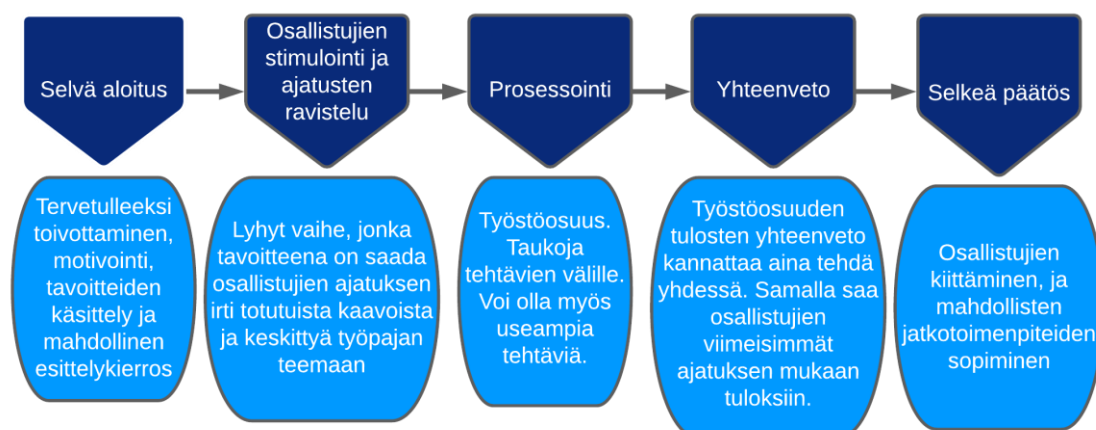 Selvä aloitus
Osallistujien
stimulointi ja
ajatusten
ravistelu
Prosessointi
Yhteenveto
Selkeä päätös
Tervetulleeksi
toivottaminen,
motivointi,
tavoitteiden
käsittely ja
mahdollinen
esittelykierros
Lyhyt vaihe, jonka
tavoitteena on saada
osallistujien ajatuksen
irti totutuista kaavoista
ja keskittyä työpajan
teemaan
Työstöosuus.
Taukoja
tehtävien välille.
Voi olla myös
useampia
tehtäviä.
Työstöosuuden
tulosten yhteenveto
kannattaa aina tehdä
yhdessä. Samalla saa
osallistujien
viimeisimmät
ajatuksen mukaan
tuloksiin.
Osallistujien
kiittäminen, ja
mahdollisten
jatkotoimenpiteiden
sopiminen